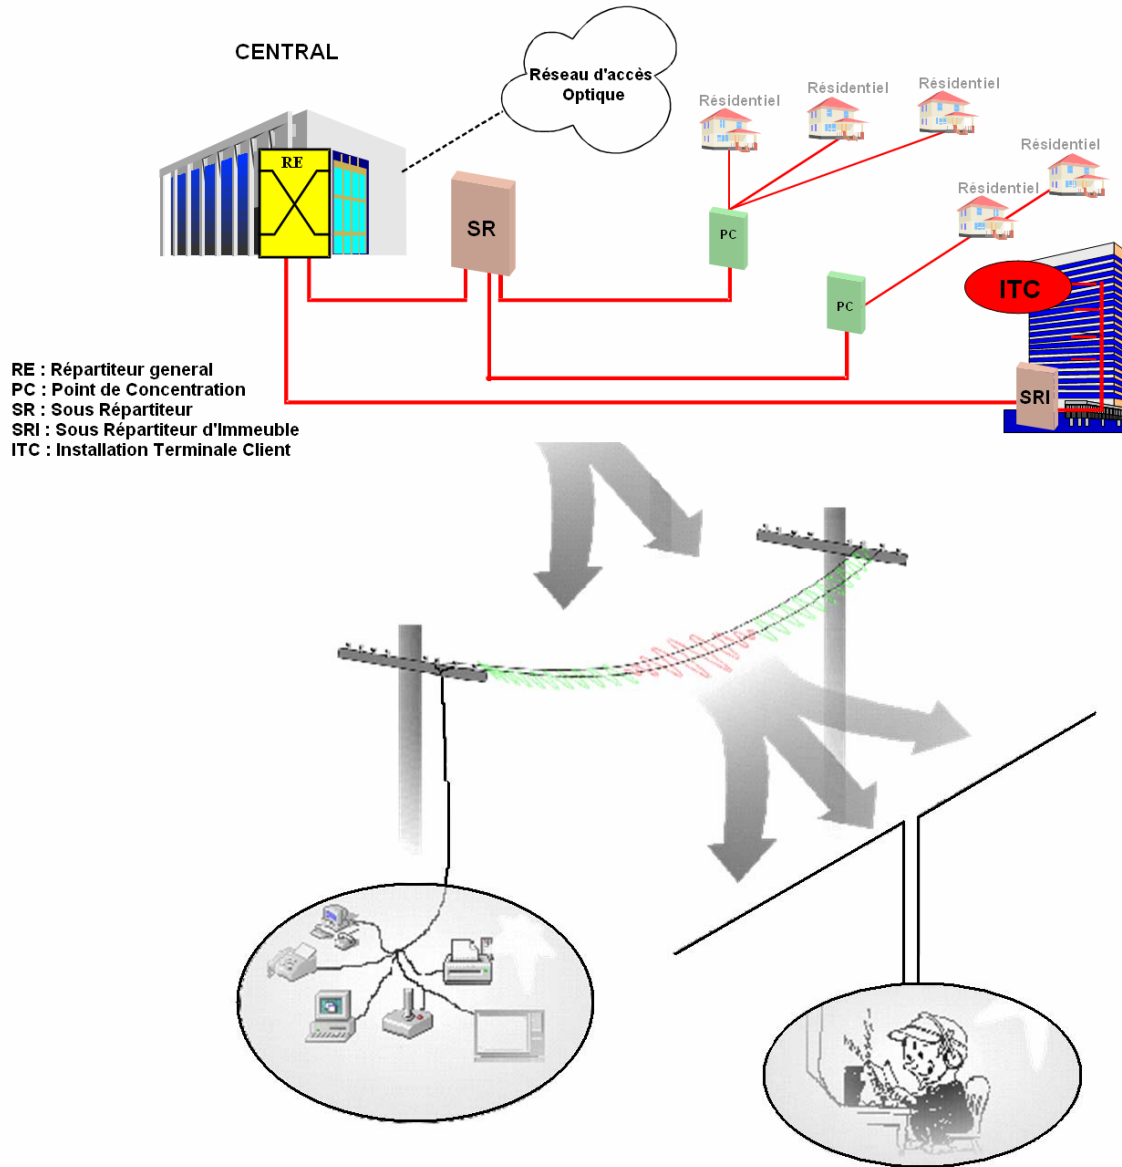 CENTRAL
Réseau d'accès
Optique
Résidentiel
Résidentiel
Résidentiel
Résidentiel
Résidentiel
RE
SR
PC
PC
ITC
SRI
RE : Répartiteur general
PC : Point de Concentration
SR : Sous Répartiteur
SRI : Sous Répartiteur d'Immeuble
ITC : Installation Terminale Client